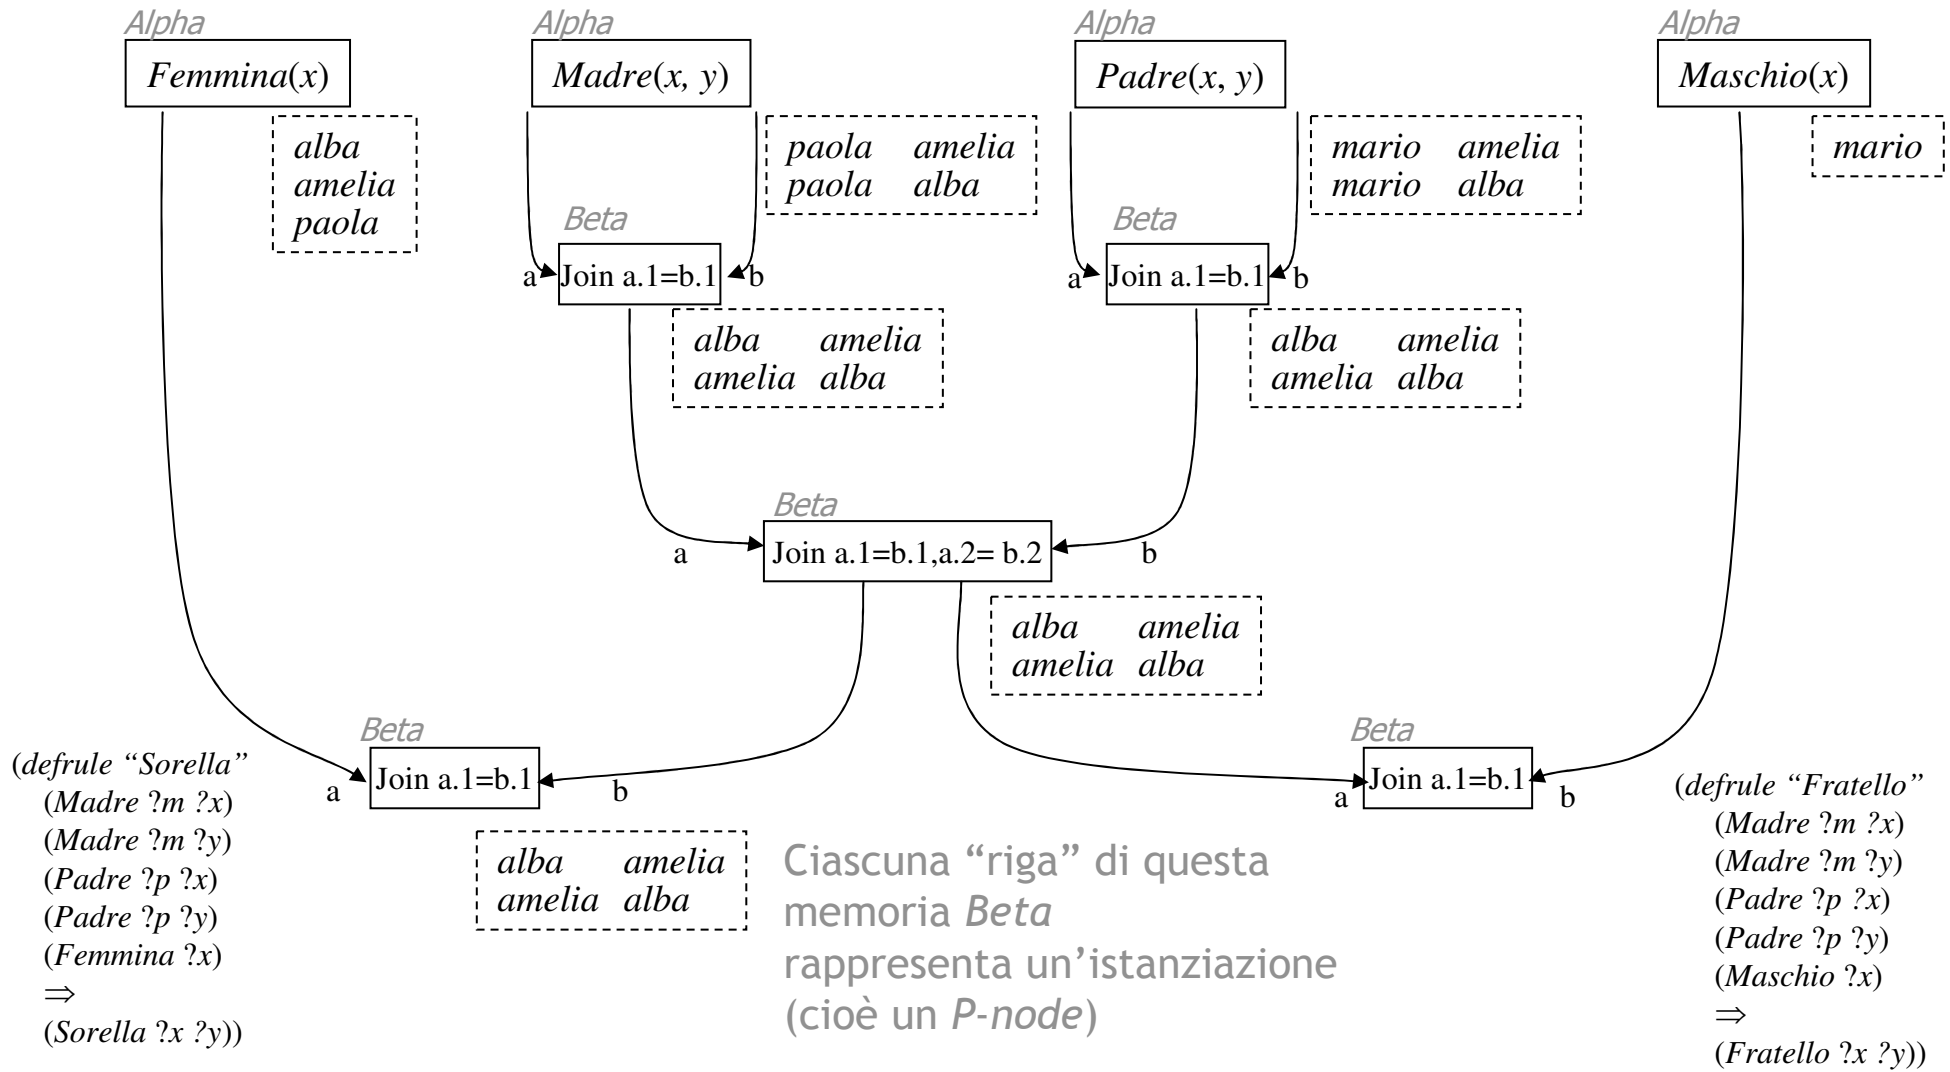 Alpha
Femmina(x)
alba
amelia
paola
Alpha
Madre(x, y)
paola amelia
paola alba
Alpha
Padre(x, y)
mario amelia
mario alba
Alpha
Maschio(x)
mario
Beta
a
Join a.1=b.1
b
alba amelia
amelia alba
Beta
a
Join a.1=b.1
b
alba amelia
amelia alba
Beta
a
Join a.1=b.1,a.2= b.2
b
alba amelia
amelia alba
Beta
a
Join a.1=b.1
b
alba amelia
amelia alba
Beta
a
Join a.1=b.1
b
(defrule “Sorella”
(Madre ?m ?x)
(Madre ?m ?y)
(Padre ?p ?x)
(Padre ?p ?y)
(Femmina ?x)
⇒
(Sorella ?x ?y))
Ciascuna “riga” di questa
memoria Beta
rappresenta un’istanziazione
(cioè un P-node)
(defrule “Fratello”
(Madre ?m ?x)
(Madre ?m ?y)
(Padre ?p ?x)
(Padre ?p ?y)
(Maschio ?x)
⇒
(Fratello ?x ?y))